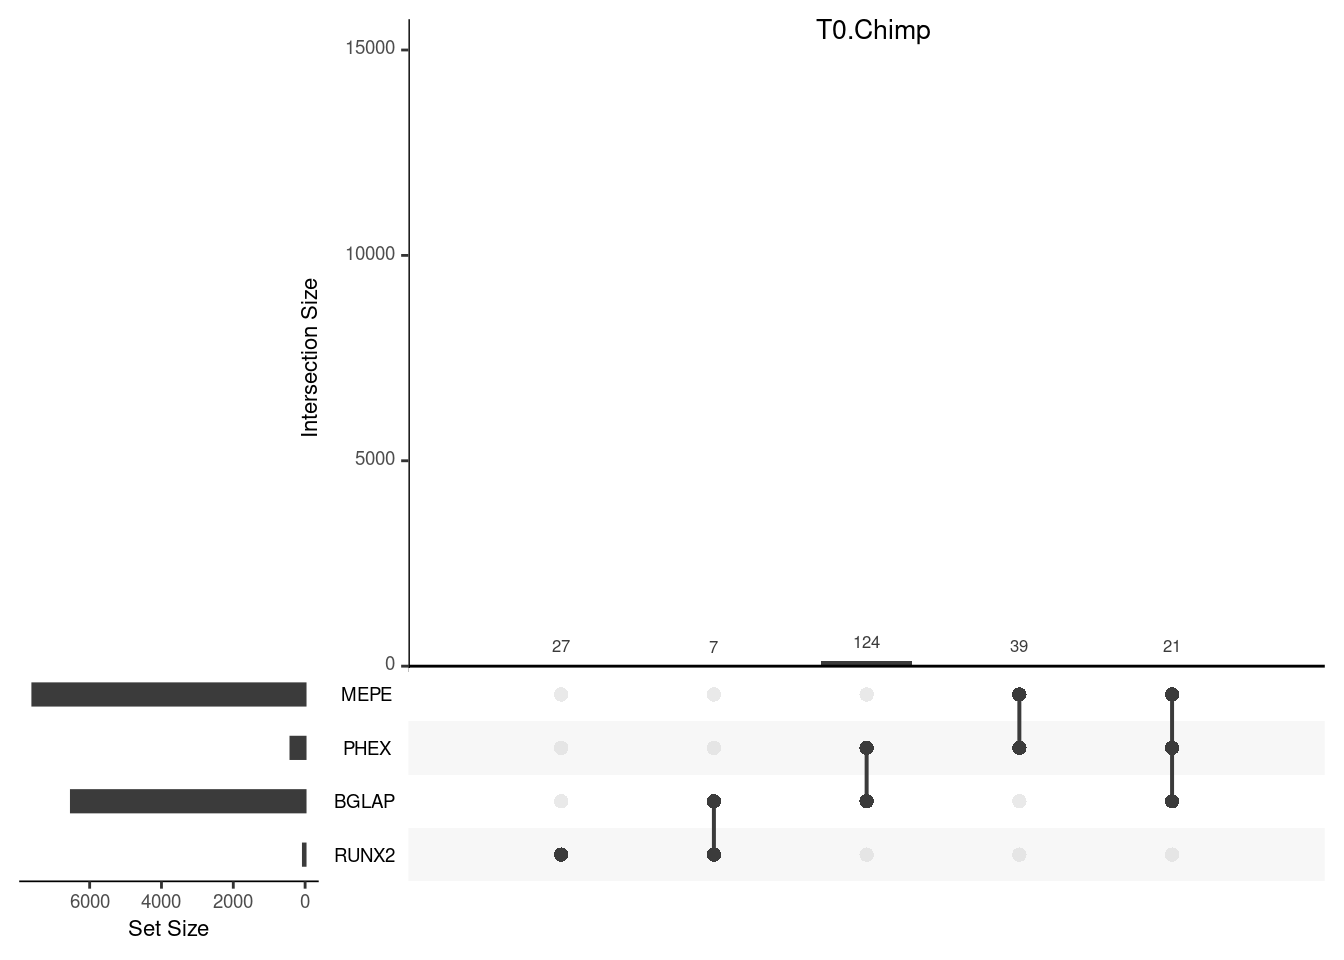 T0.Chimp
15000
10000
5000
0
Intersection Size
27 7 124 39 21
MEPE
PHEX
BGLAP
RUNX2
6000 4000 2000 0
Set Size